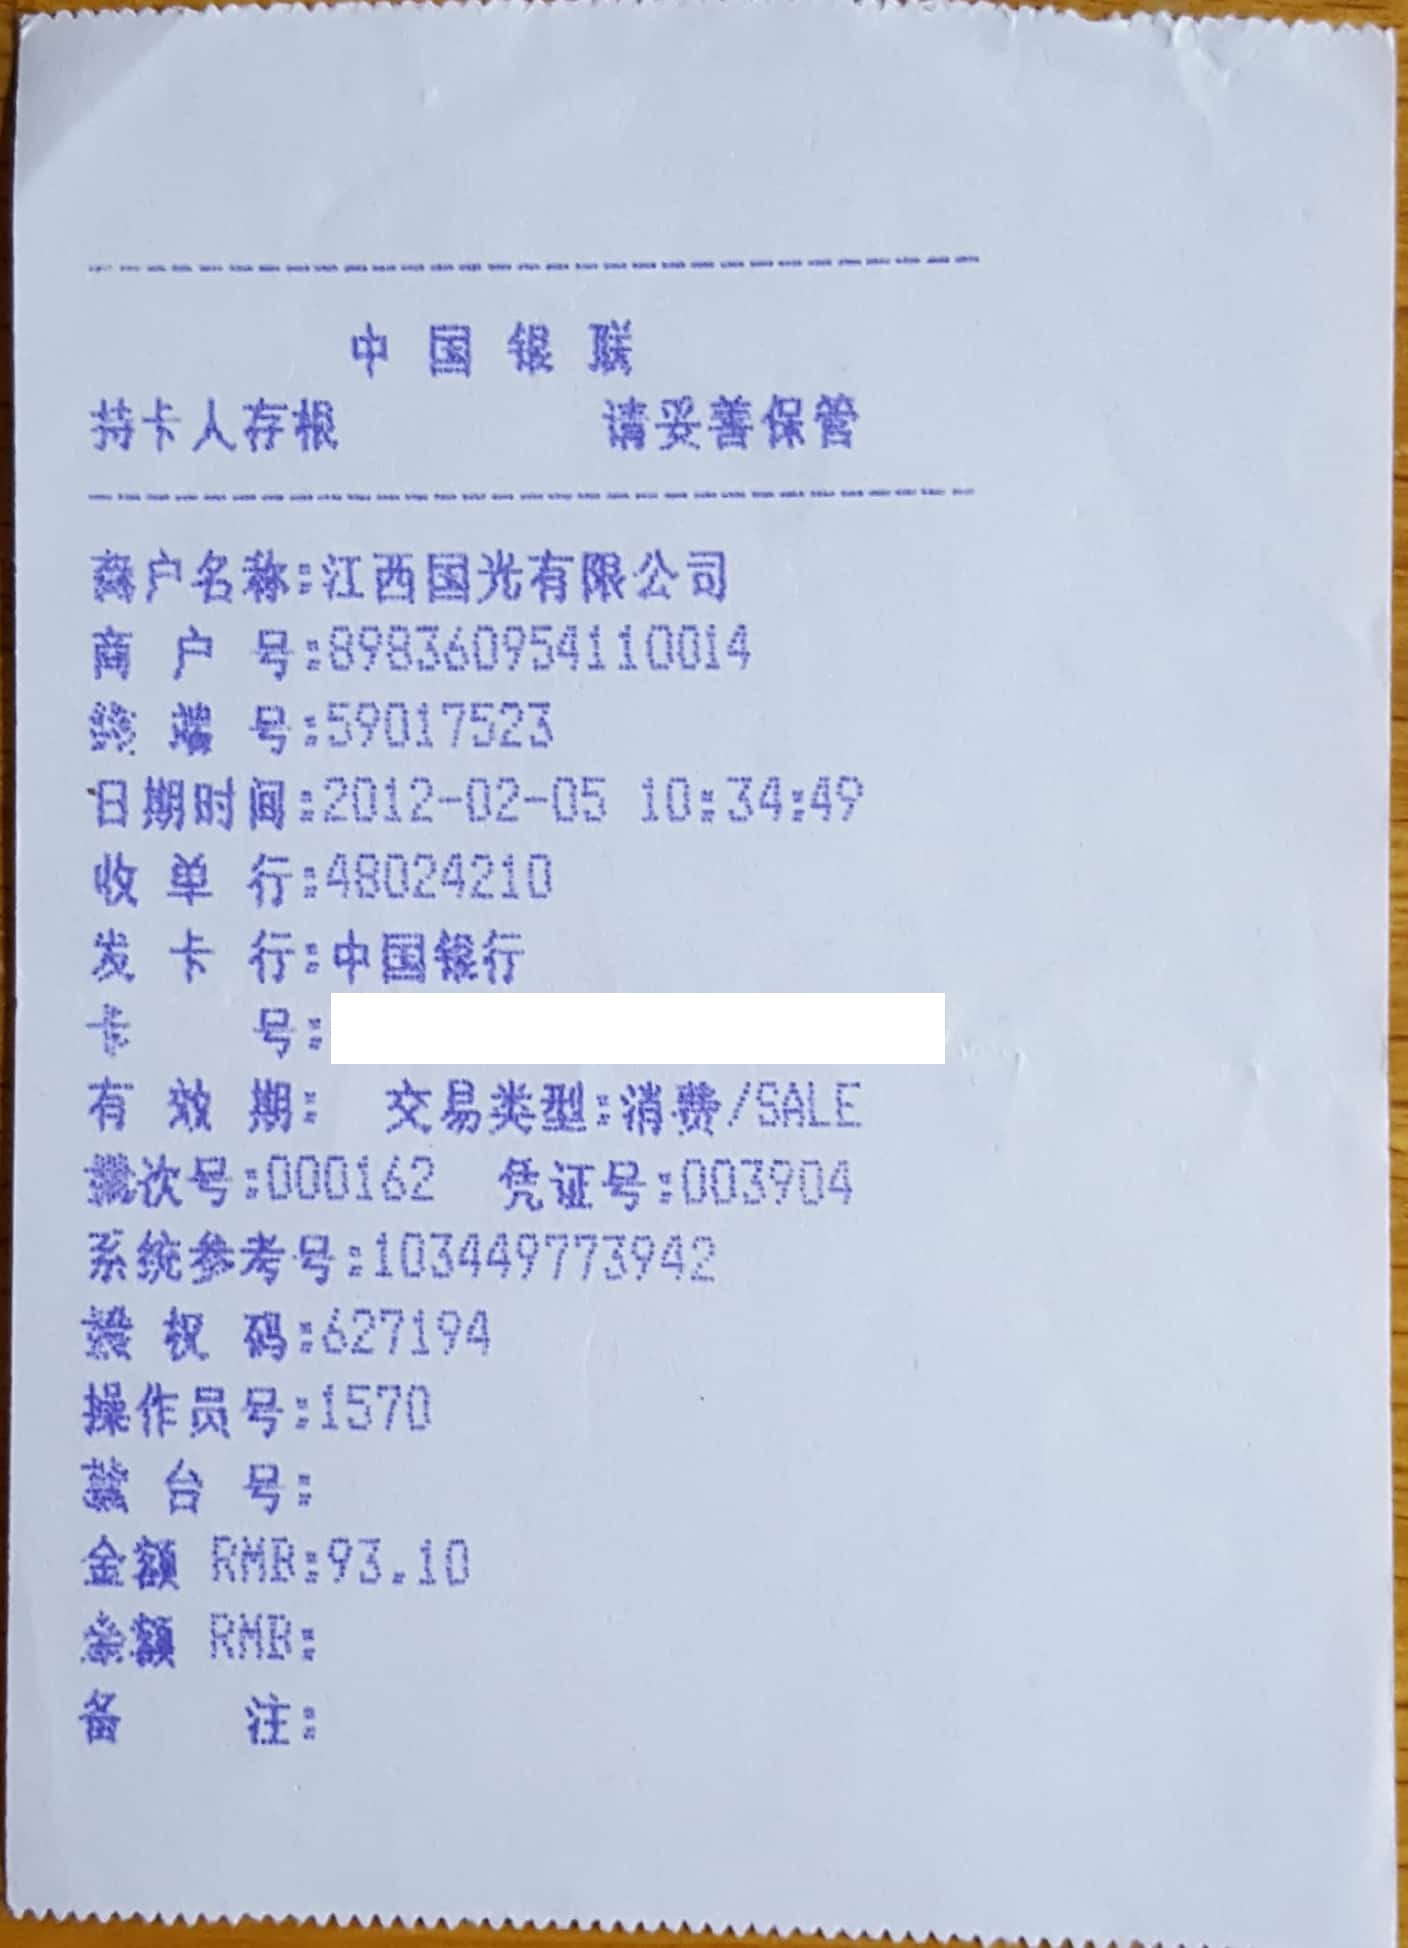 中 国 银 联
持卡人存根 请妥善保管
商户名称:江西国光有限公司
商 户 号:898360954110014
终 端 号:59017523
日期时间:2012-02-05 10:34:49
收 单 行:48024210
发 卡 行:中国银行
卡 号:
有 效 期: 交易类型:消费/SALE
批次号:000162 凭证号:003904
系统参考号:103449773942
授 权 码:627194
操作员号:1570
款 台 号:
金额 RMB:93.10
余额 RMB:
备 注: